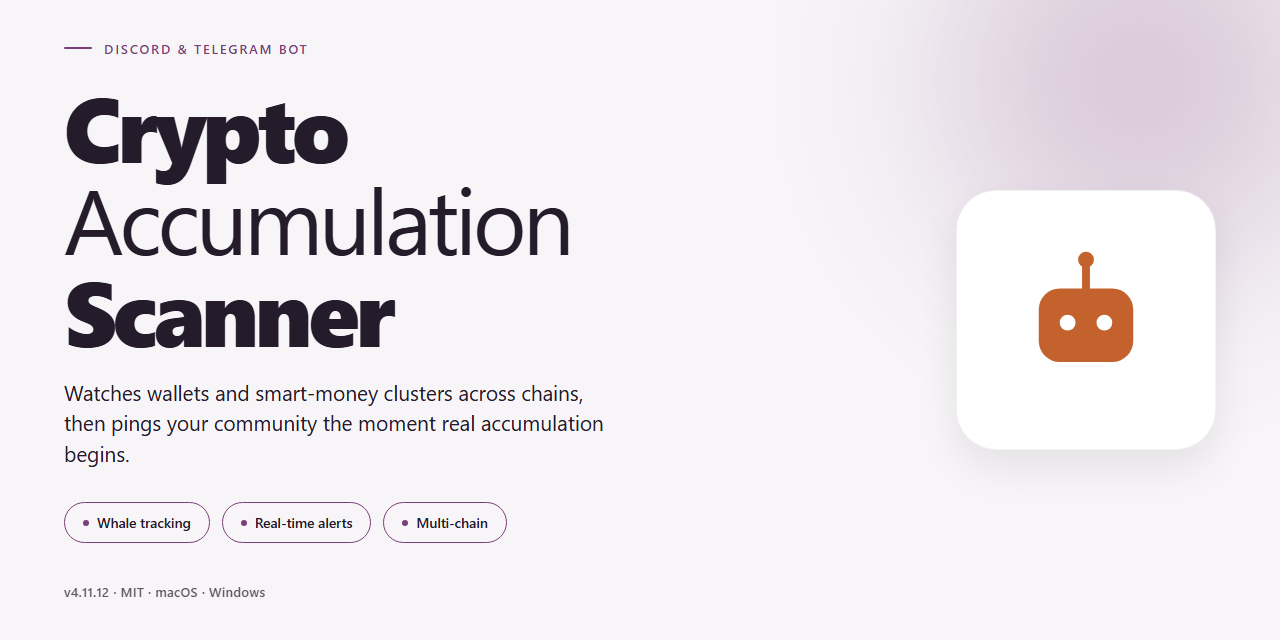 DISCORD & TELEGRAM BOT
Crypto
Accumulation
Scanner
Watches wallets and smart-money clusters across chains,
then pings your community the moment real accumulation
begins.
Whale tracking
Real-time alerts
Multi-chain
v4.11.12 · MIT · macOS · Windows